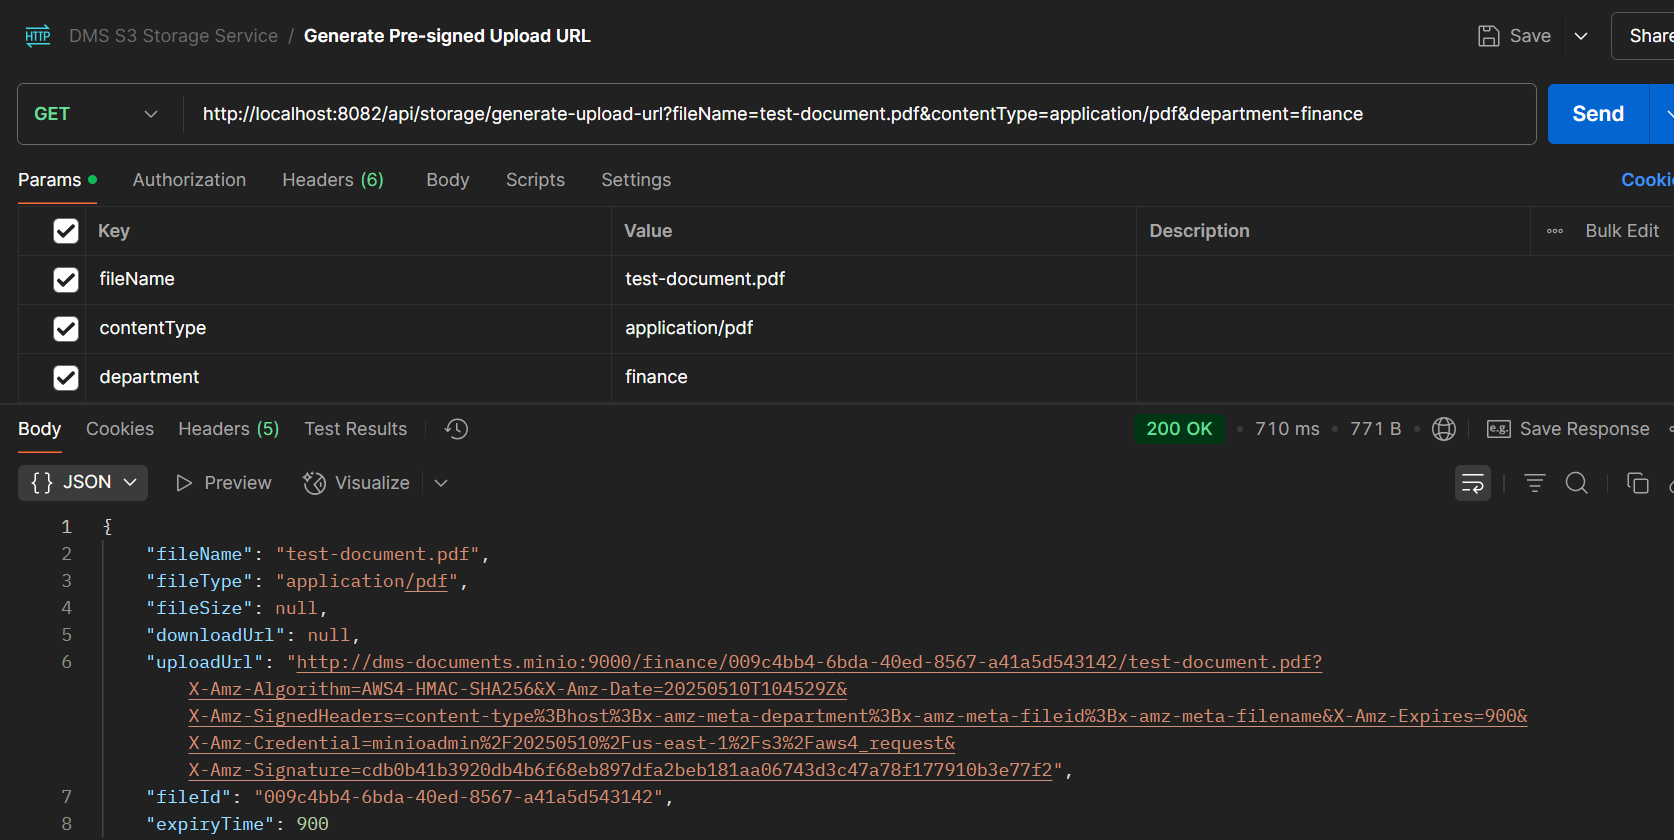 HTTP DMS S3 Storage Service / Generate Pre-signed Upload URL Save Share
GET http://localhost:8082/api/storage/generate-upload-url?fileName=test-document.pdf&contentType=application/pdf&department=finance Send
Params Authorization Headers (6) Body Scripts Settings Cooki
Key Value Description Bulk Edit
fileName test-document.pdf
contentType application/pdf
department finance
Body Cookies Headers (5) Test Results 200 OK 710 ms 771 B e.g. Save Response
{} JSON Preview Visualize
1 {
2 "fileName": "test-document.pdf",
3 "fileType": "application/pdf",
4 "fileSize": null,
5 "downloadUrl": null,
6 "uploadUrl": "http://dms-documents.minio:9000/finance/009c4bb4-6bda-40ed-8567-a41a5d543142/test-document.pdf?
X-Amz-Algorithm=AWS4-HMAC-SHA256&X-Amz-Date=20250510T104529Z&
X-Amz-SignedHeaders=content-type%3Bhost%3Bx-amz-meta-department%3Bx-amz-meta-fileid%3Bx-amz-meta-filename&X-Amz-Expires=900&
X-Amz-Credential=minioadmin%2F20250510%2Fus-east-1%2Fs3%2Faws4_request&
X-Amz-Signature=cdb0b41b3920db4b6f68eb897dfa2beb181aa06743d3c47a78f177910b3e77f2",
7 "fileId": "009c4bb4-6bda-40ed-8567-a41a5d543142",
8 "expiryTime": 900